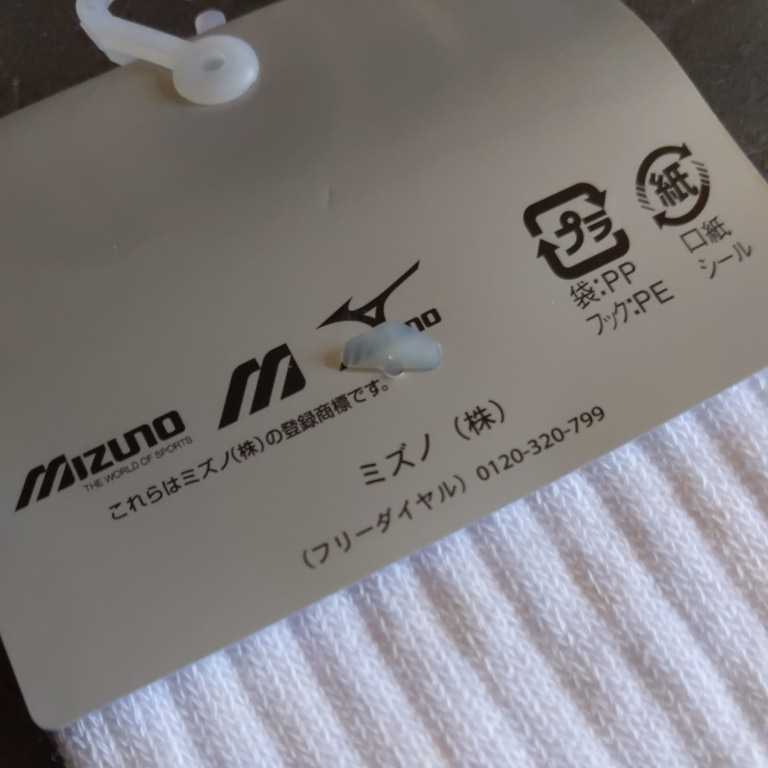 プラ
袋:PP
フック:PE
紙
口紙
シール
MIZUNO
THE WORLD OF SPORTS
これらはミズノ(株)の登録商標です。
ミズノ（株）
（フリーダイヤル）0120-320-799